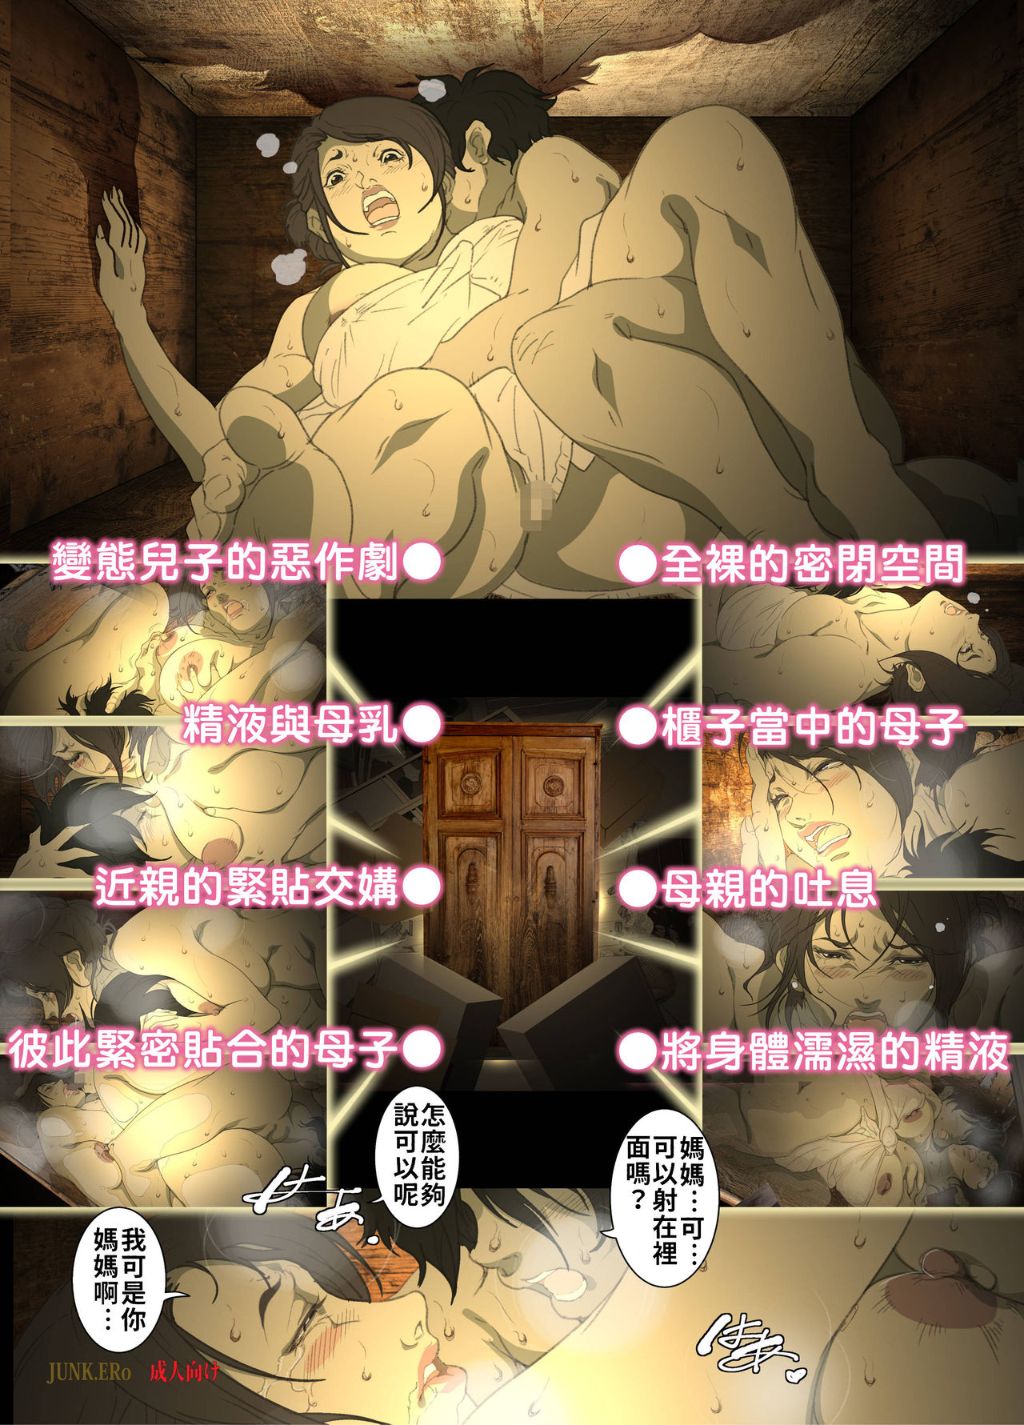 變態兒子的惡作劇●
●全裸的密閉空間
精液與母乳●
●櫃子當中的母子
近親的緊貼交媾●
●母親的吐息
彼此緊密貼合的母子●
●將身體濡濕的精液
媽媽…可…
可以射在裡
面嗎？
怎麼能夠
說可以呢
我可是你
媽媽啊…
はぁ
はあぁ
JUNK.ERo
成人向け